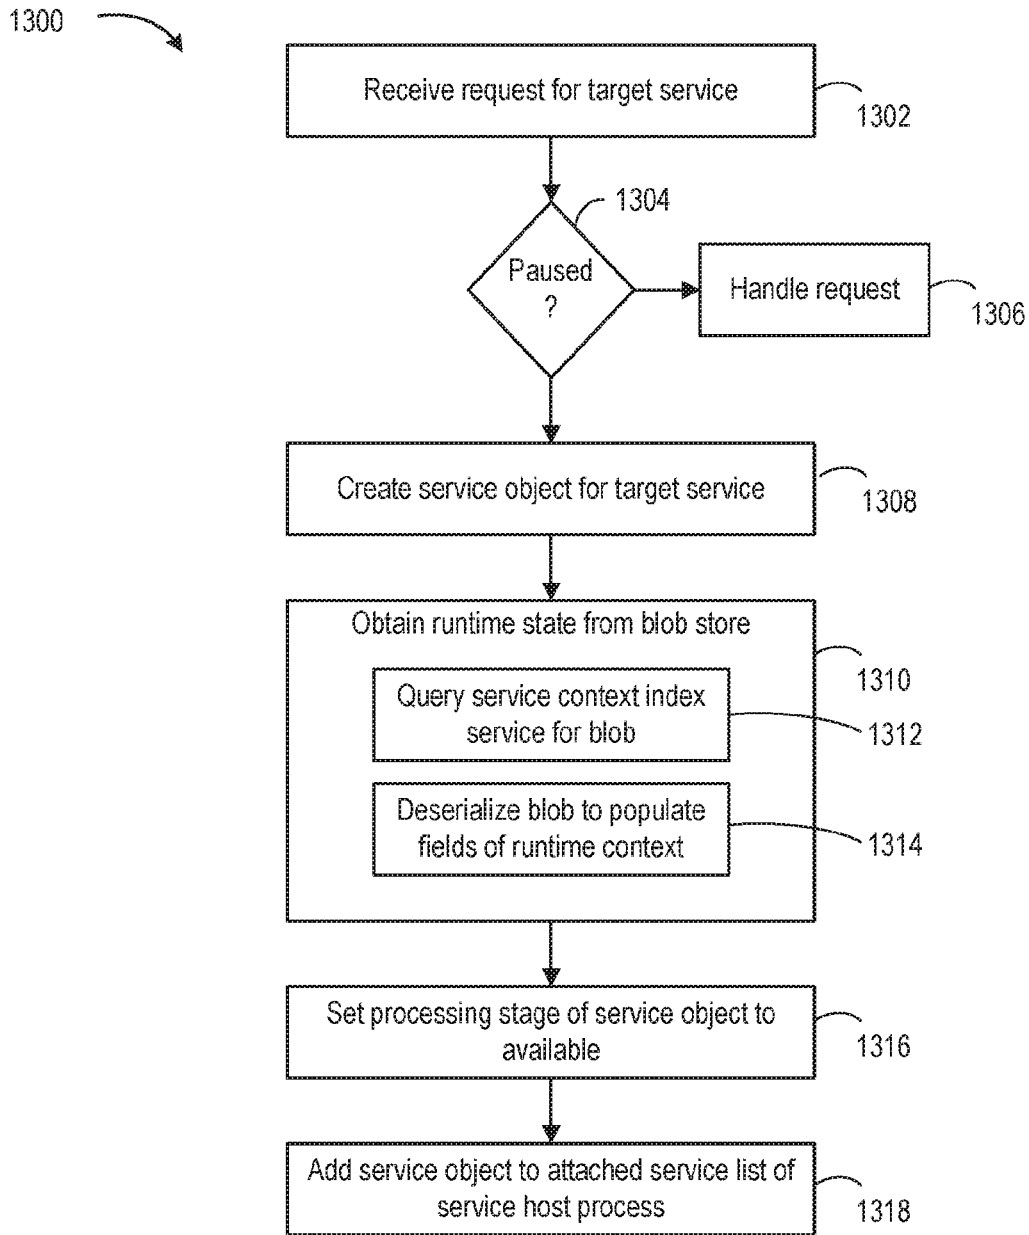 1300
Receive request for target service
1302
1304
Paused
?
Handle request
1306
Create service object for target service
1308
Obtain runtime state from blob store
1310
Query service context index
service for blob
1312
Deserialize blob to populate
fields of runtime context
1314
Set processing stage of service object to
available
1316
Add service object to attached service list of
service host process
1318